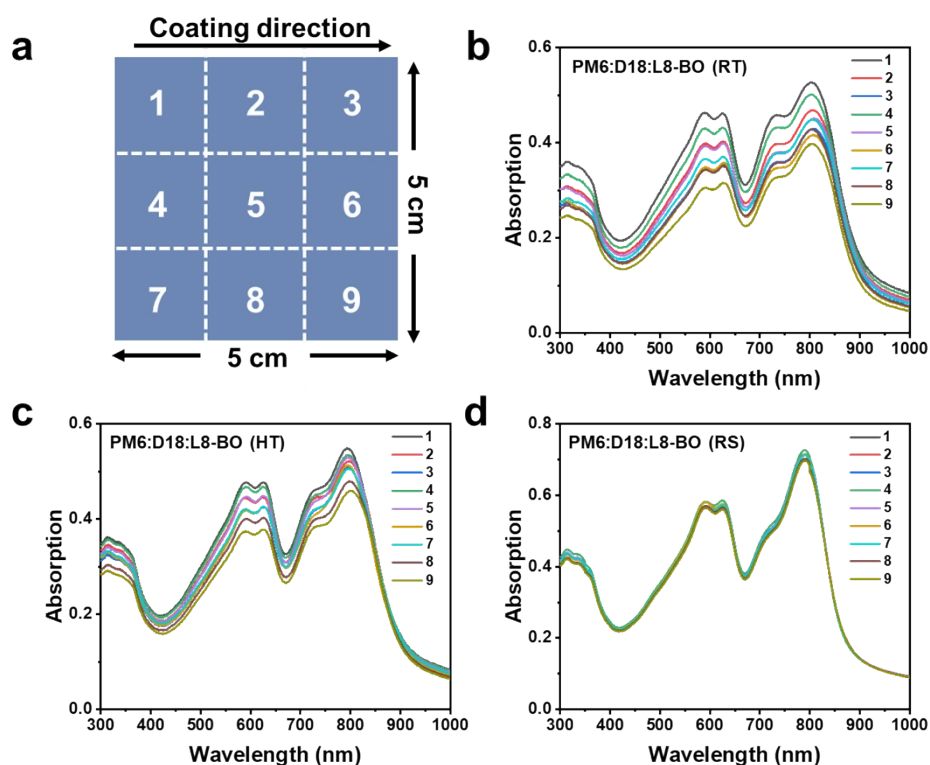 a
Coating direction
1 2 3
4 5 6
7 8 9
5 cm
5 cm
b
PM6:D18:L8-BO (RT)
1
2
3
4
5
6
7
8
9
0.6
0.4
0.2
0.0
Absorption
300 400 500 600 700 800 900 1000
Wavelength (nm)
c
PM6:D18:L8-BO (HT)
1
2
3
4
5
6
7
8
9
0.6
0.4
0.2
0.0
Absorption
300 400 500 600 700 800 900 1000
Wavelength (nm)
d
PM6:D18:L8-BO (RS)
1
2
3
4
5
6
7
8
9
0.8
0.6
0.4
0.2
0.0
Absorption
300 400 500 600 700 800 900 1000
Wavelength (nm)